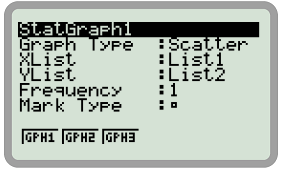 StatGraph1
Graph Type :Scatter
XList :List1
YList :List2
Frequency :1
Mark Type :▫
GPH1 GPH2 GPH3